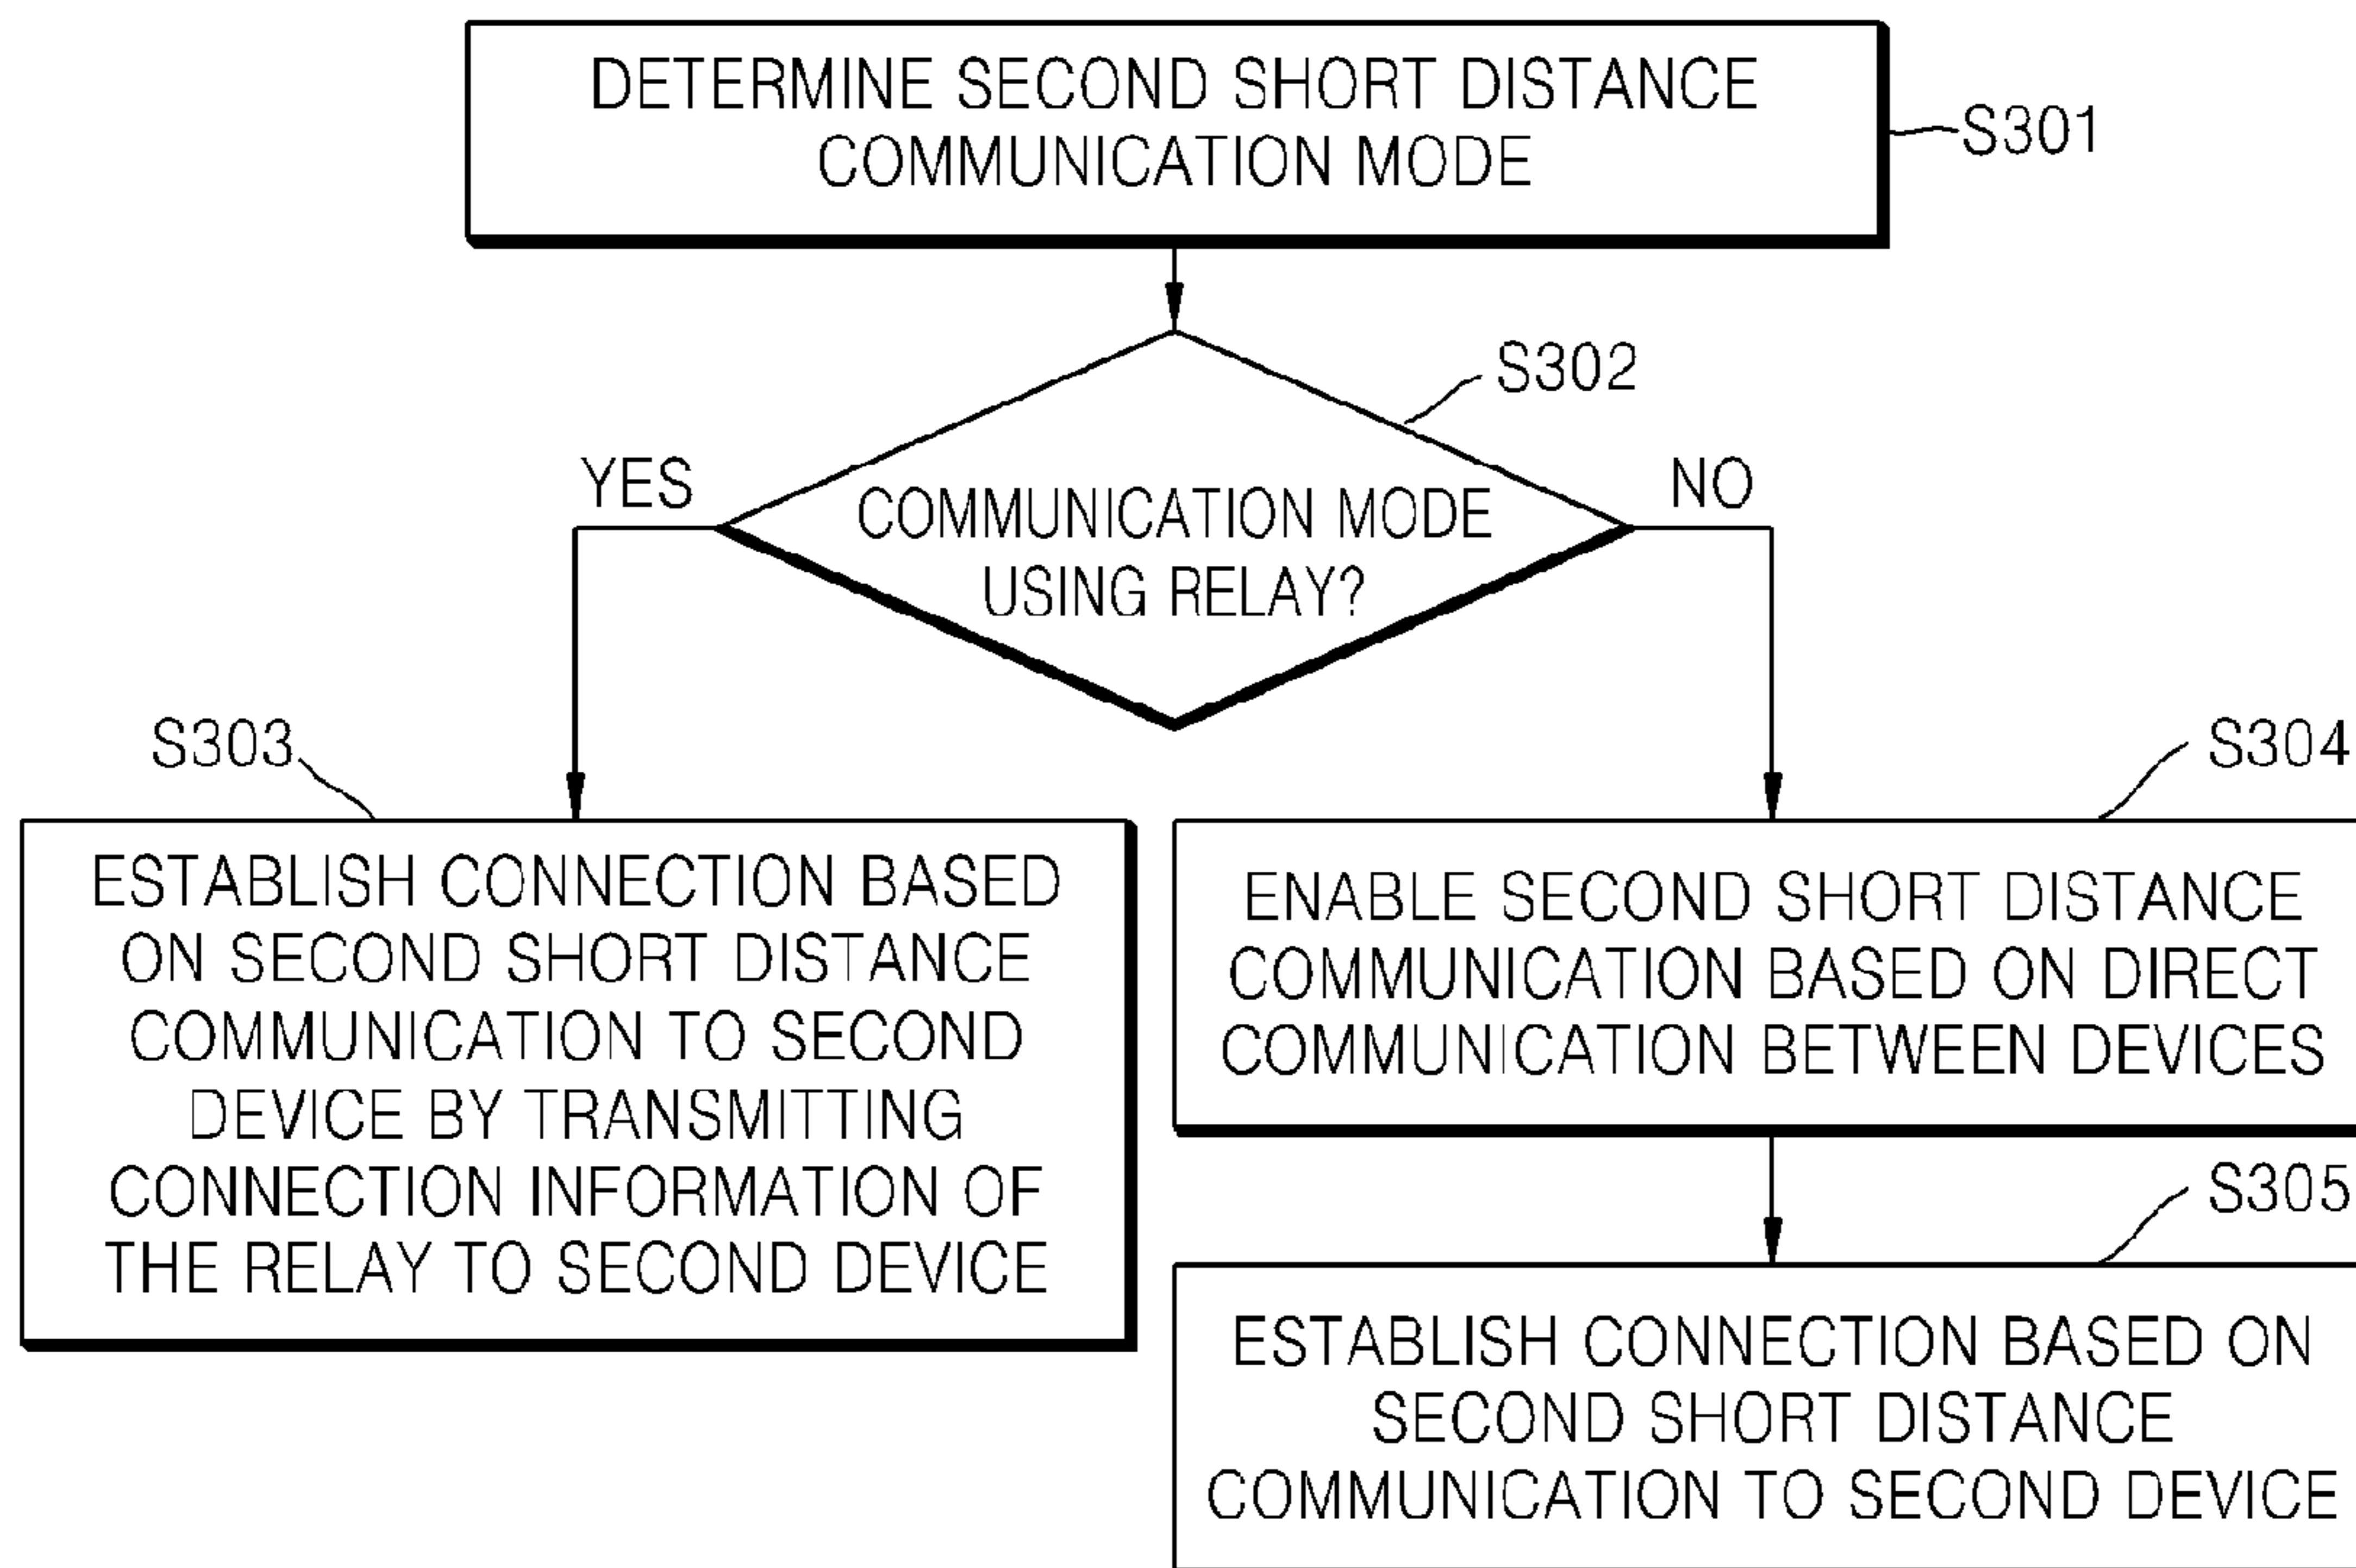 DETERMINE SECOND SHORT DISTANCE
COMMUNICATION MODE
S301
S302
YES
NO
COMMUNICATION MODE
USING RELAY?
S303
S304
ESTABLISH CONNECTION BASED
ON SECOND SHORT DISTANCE
COMMUNICATION TO SECOND
DEVICE BY TRANSMITTING
CONNECTION INFORMATION OF
THE RELAY TO SECOND DEVICE
ENABLE SECOND SHORT DISTANCE
COMMUNICATION BASED ON DIRECT
COMMUNICATION BETWEEN DEVICES
S305
ESTABLISH CONNECTION BASED ON
SECOND SHORT DISTANCE
COMMUNICATION TO SECOND DEVICE